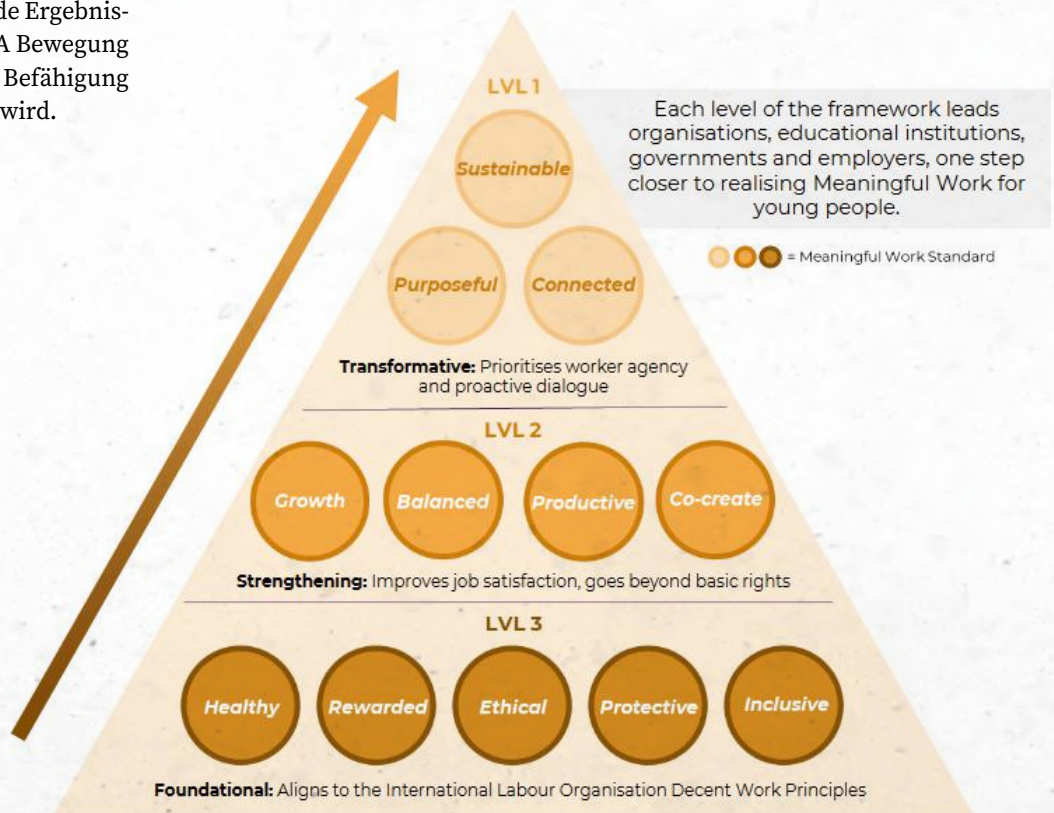 de Ergebnis-
A Bewegung
Befähigung
wird.
LVL 1
Sustainable
Each level of the framework leads
organisations, educational institutions,
governments and employers, one step
closer to realising Meaningful Work for
young people.
= Meaningful Work Standard
Purposeful Connected
Transformative: Prioritises worker agency
and proactive dialogue
LVL 2
Growth Balanced Productive Co-create
Strengthening: Improves job satisfaction, goes beyond basic rights
LVL 3
Healthy Rewarded Ethical Protective Inclusive
Foundational: Aligns to the International Labour Organisation Decent Work Principles